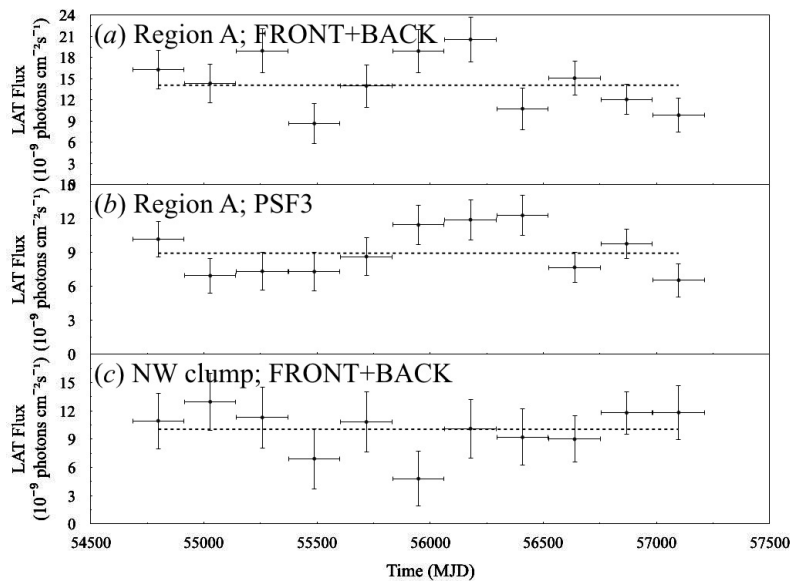 (a) Region A; FRONT+BACK
24
21
18
15
12
9
6
3
(b) Region A; PSF3
12
9
6
3
0
(c) NW clump; FRONT+BACK
15
12
9
6
3
0
LAT Flux
(10⁻⁹ photons cm⁻²s⁻¹)
LAT Flux
(10⁻⁹ photons cm⁻²s⁻¹)
LAT Flux
(10⁻⁹ photons cm⁻²s⁻¹)
54500 55000 55500 56000 56500 57000 57500
Time (MJD)